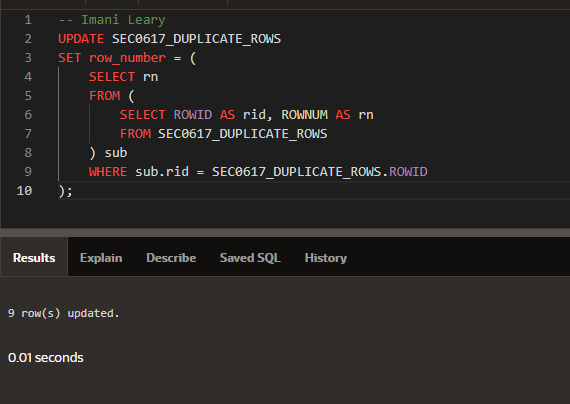 1 -- Imani Leary
2 UPDATE SEC0617_DUPLICATE_ROWS
3 SET row_number = (
4     SELECT rn
5     FROM (
6         SELECT ROWID AS rid, ROWNUM AS rn
7         FROM SEC0617_DUPLICATE_ROWS
8     ) sub
9     WHERE sub.rid = SEC0617_DUPLICATE_ROWS.ROWID
10 );
Results Explain Describe Saved SQL History
9 row(s) updated.
0.01 seconds